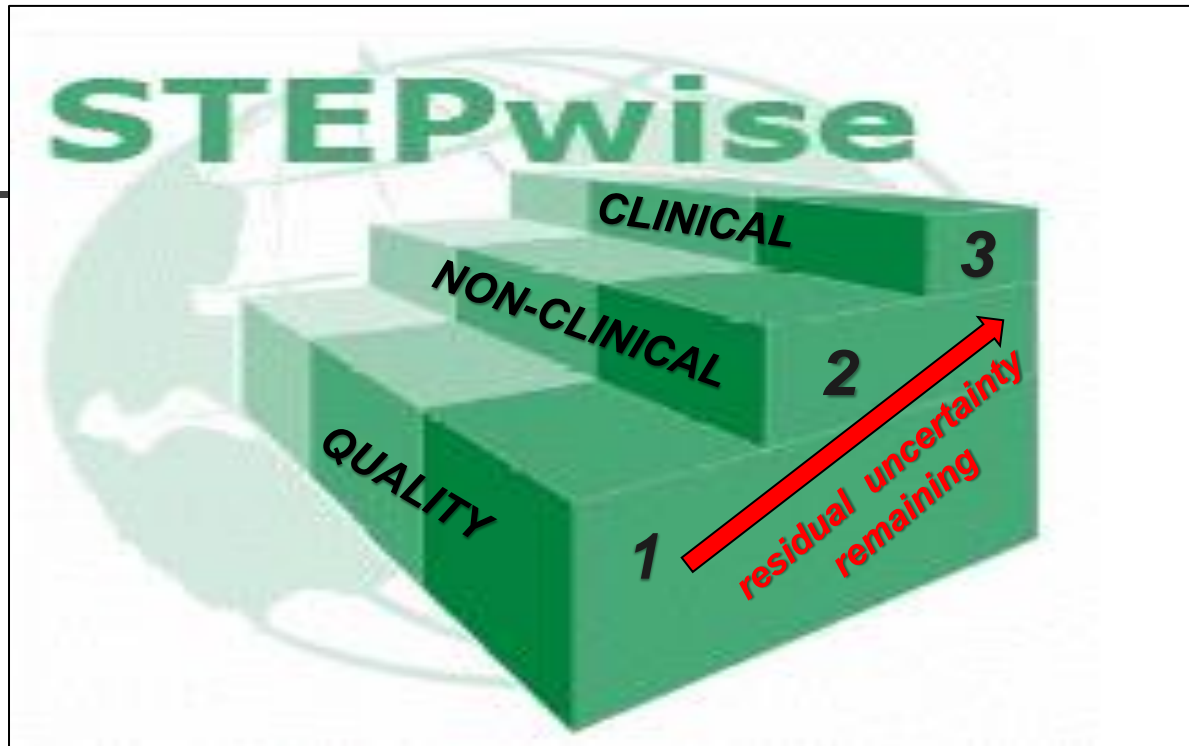 STEPwise
CLINICAL
3
NON-CLINICAL
2
QUALITY
1
residual uncertainty
remaining